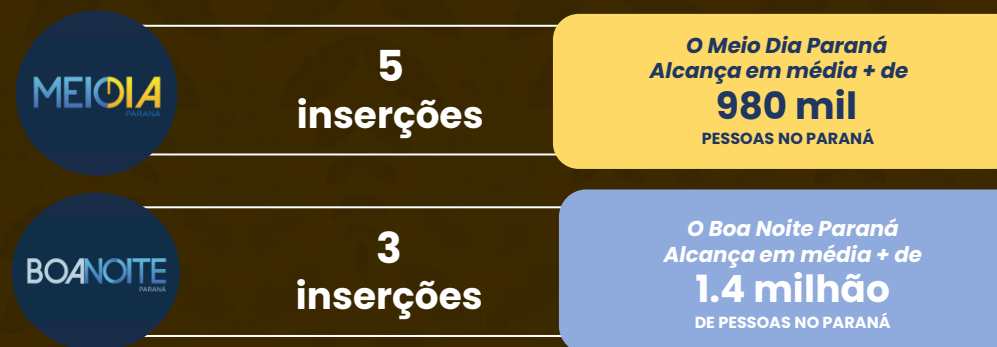 MEIODIA
PARANÁ
5
inserções
O Meio Dia Paraná
Alcança em média + de
980 mil
PESSOAS NO PARANÁ
BOANOITE
PARANÁ
3
inserções
O Boa Noite Paraná
Alcança em média + de
1.4 milhão
DE PESSOAS NO PARANÁ